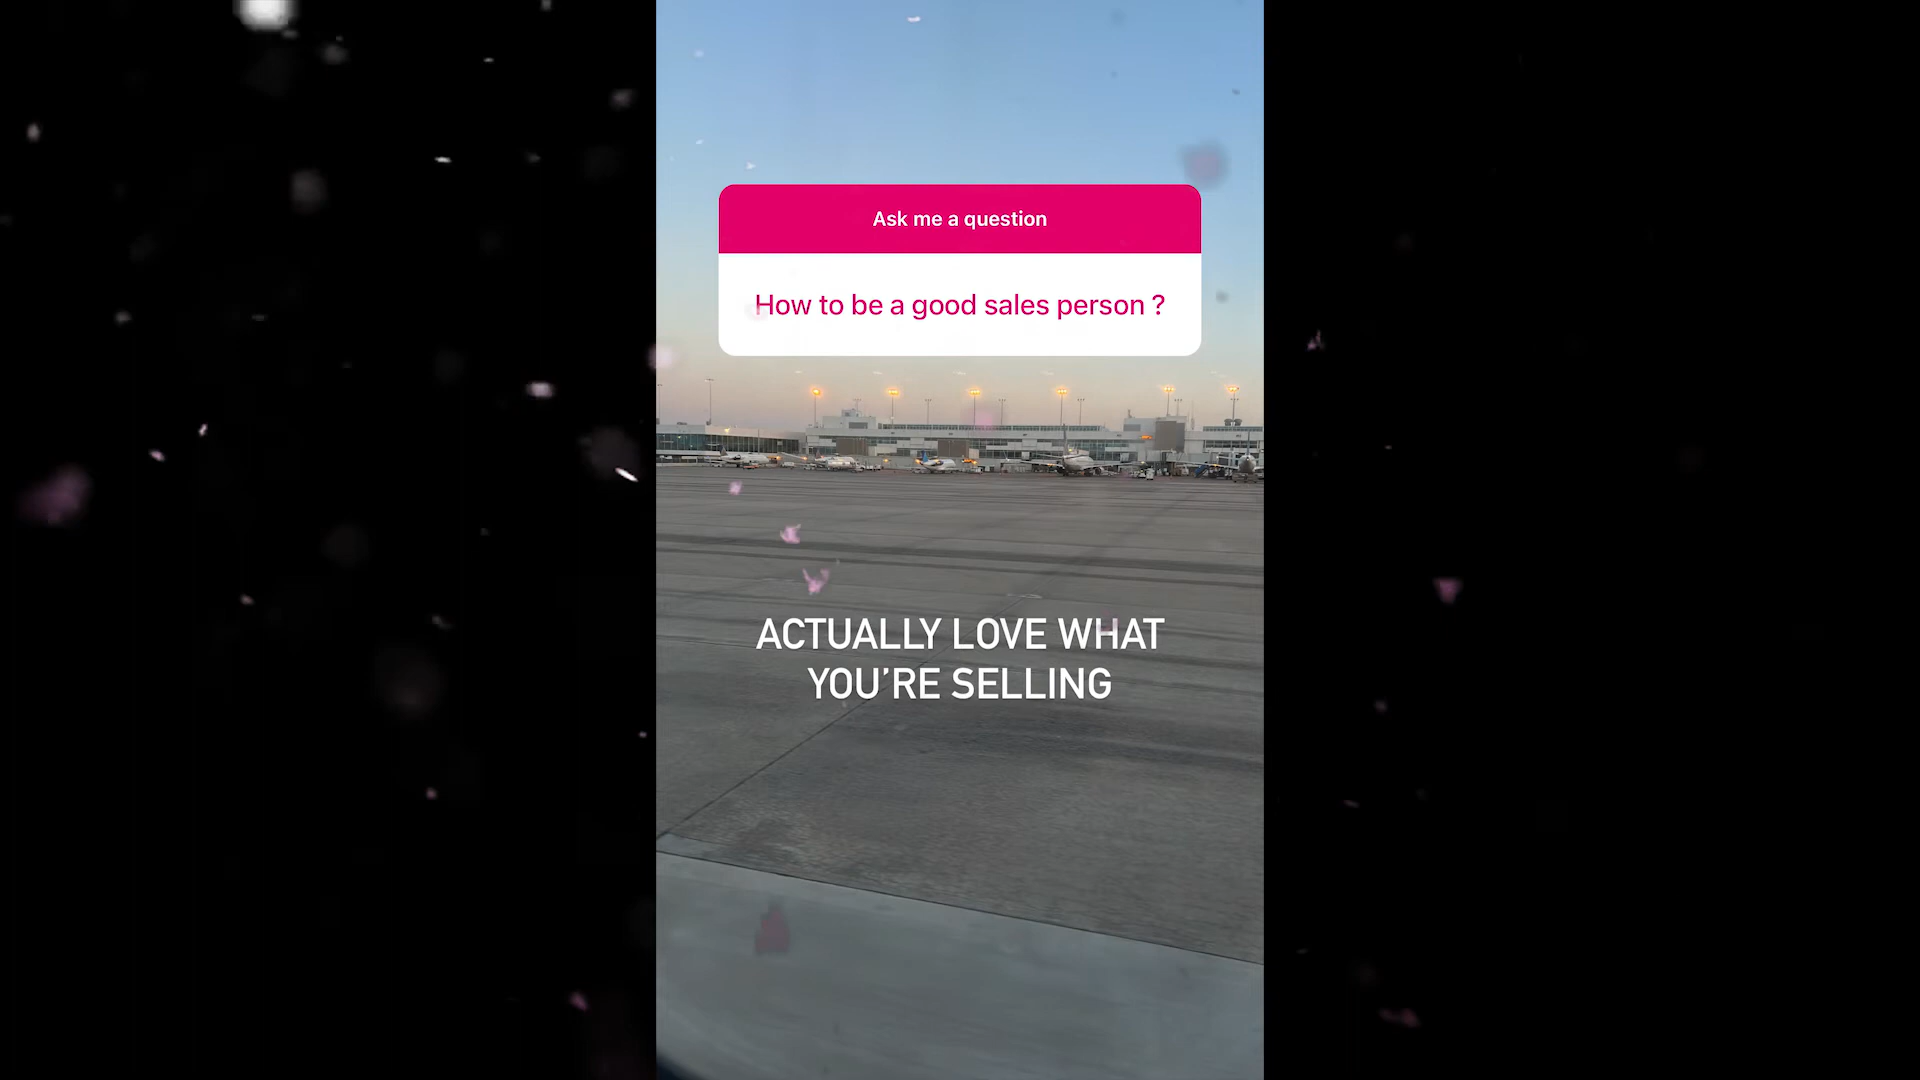 Ask me a question
How to be a good sales person ?
ACTUALLY LOVE WHAT
YOU’RE SELLING